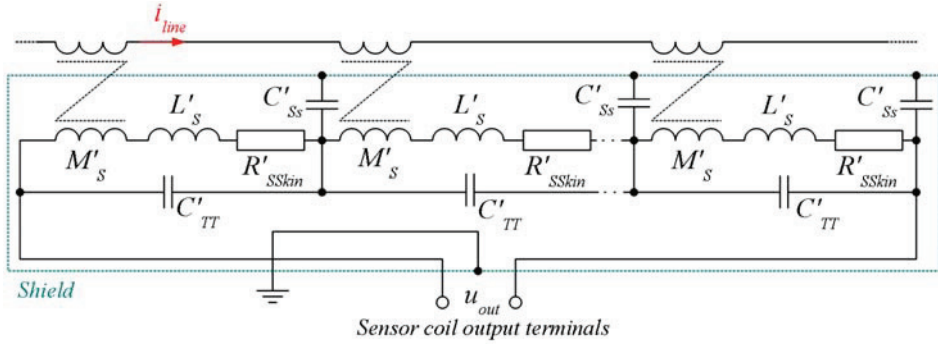 i_line
C'_Ss C'_Ss C'_Ss
L'_s L'_s L'_s
M'_S R'_SSkin M'_S R'_SSkin M'_S R'_SSkin
C'_TT C'_TT C'_TT
Shield
u_out
Sensor coil output terminals